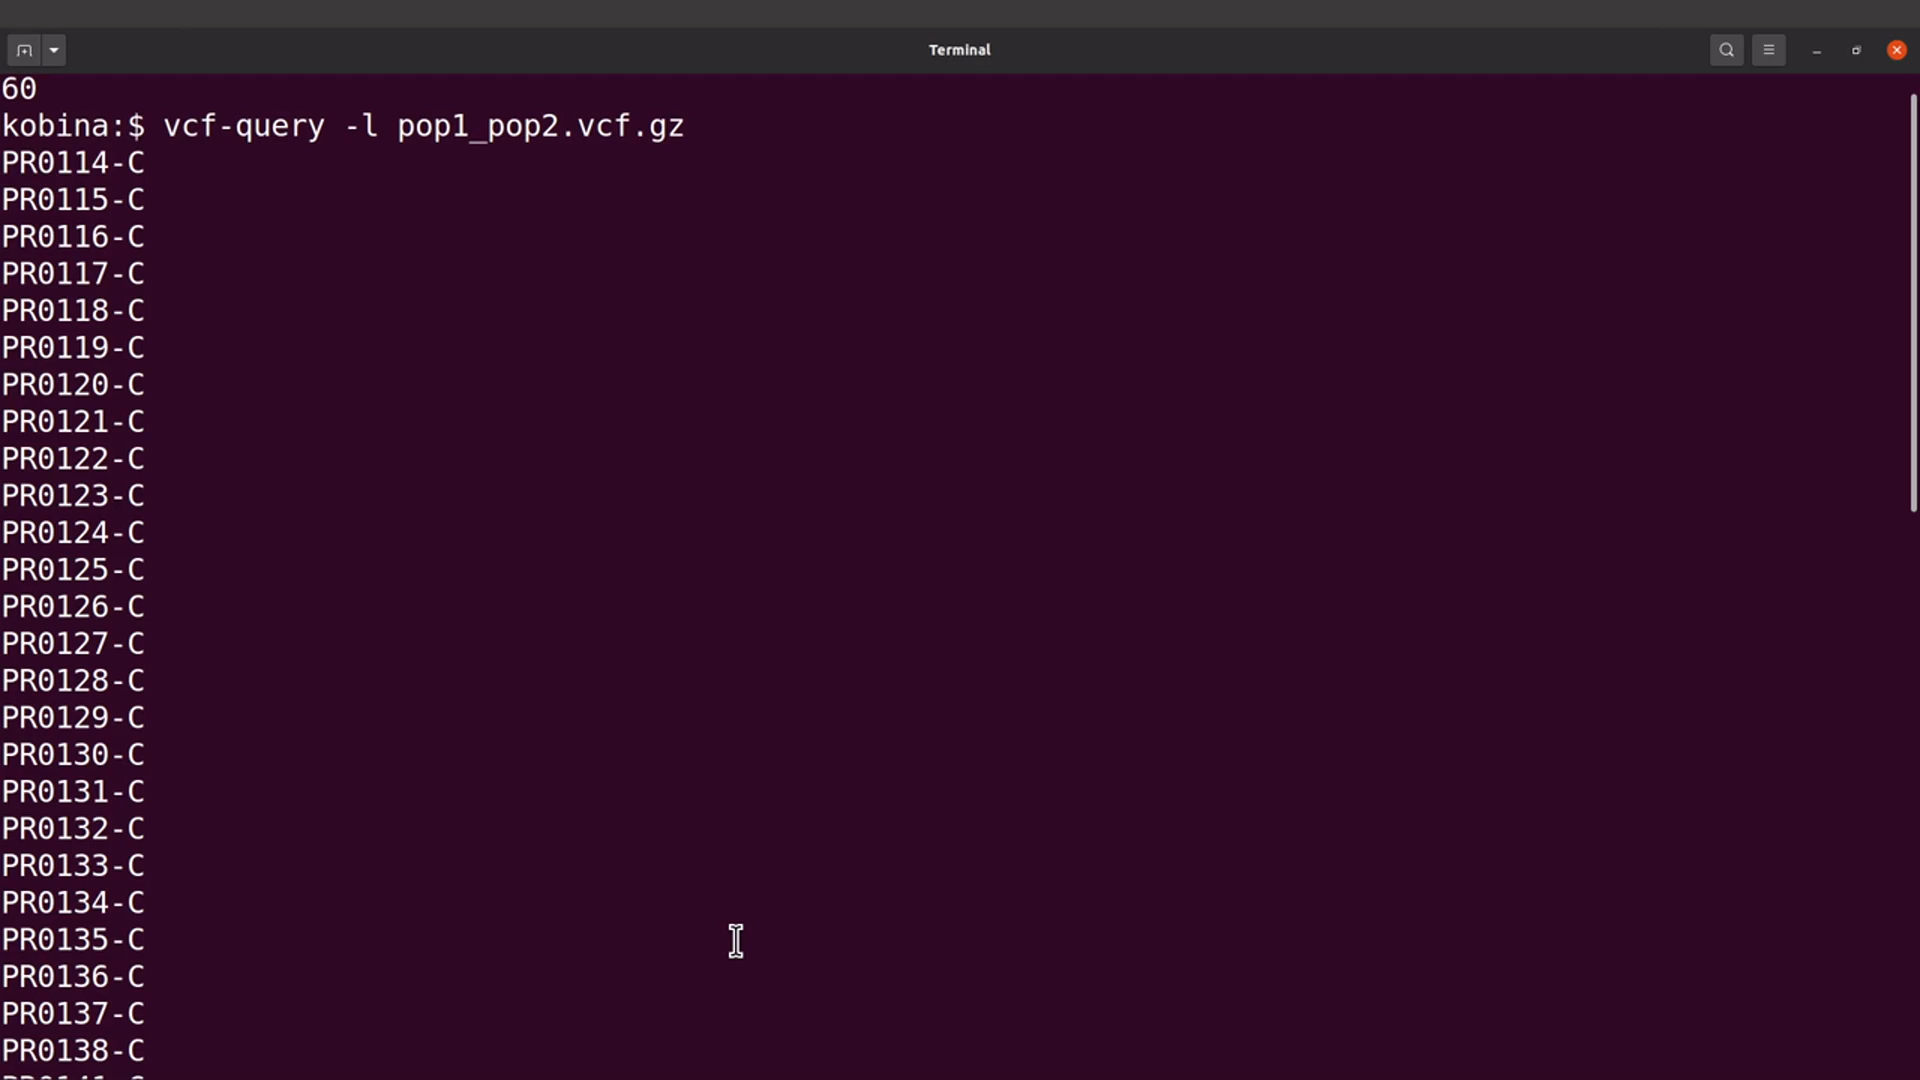 Terminal
60
kobina:$ vcf-query -l pop1_pop2.vcf.gz
PR0114-C
PR0115-C
PR0116-C
PR0117-C
PR0118-C
PR0119-C
PR0120-C
PR0121-C
PR0122-C
PR0123-C
PR0124-C
PR0125-C
PR0126-C
PR0127-C
PR0128-C
PR0129-C
PR0130-C
PR0131-C
PR0132-C
PR0133-C
PR0134-C
PR0135-C
PR0136-C
PR0137-C
PR0138-C